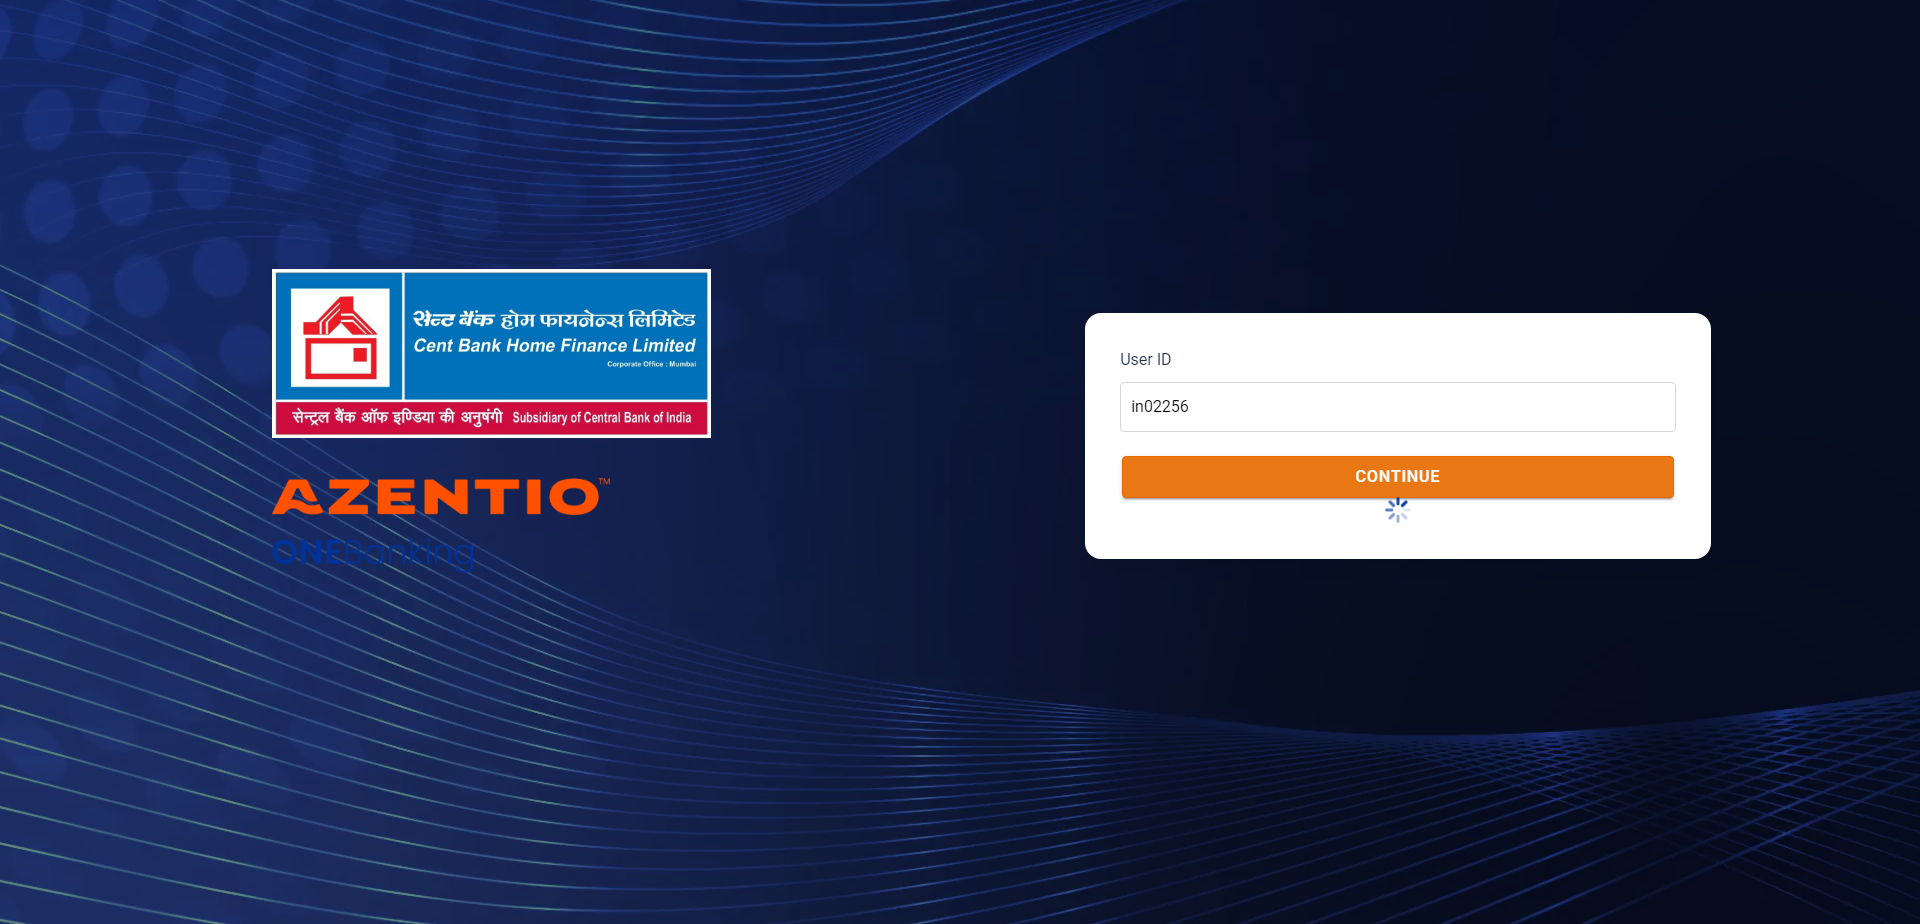 सेन्ट बैंक होम फायनेन्स लिमिटेड
Cent Bank Home Finance Limited
Corporate Office : Mumbai
सेन्ट्रल बैंक ऑफ इण्डिया की अनुषंगी Subsidiary of Central Bank of India
AZENTIO™
ONEBanking
User ID
in02256
CONTINUE